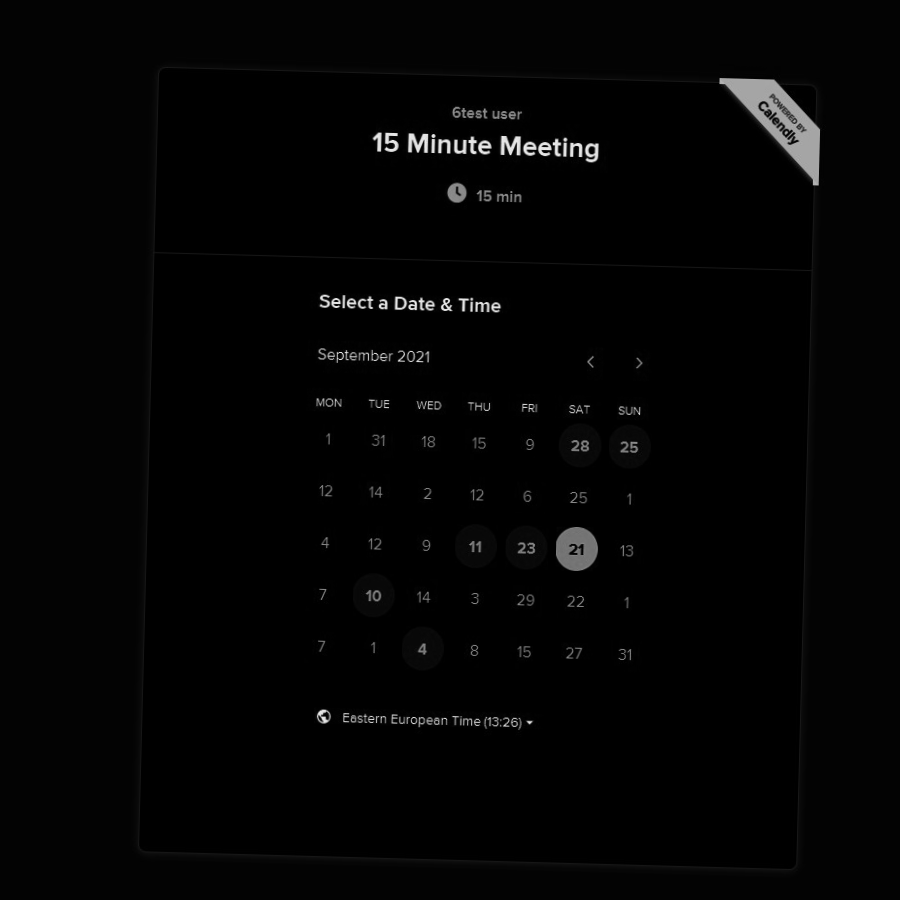 POWERED BY
Calendly
6test user
15 Minute Meeting
15 min
Select a Date & Time
September 2021
MON TUE WED THU FRI SAT SUN
1 31 18 15 9 28 25
12 14 2 12 6 25 1
4 12 9 11 23 21 13
7 10 14 3 29 22 1
7 1 4 8 15 27 31
Eastern European Time (13:26)